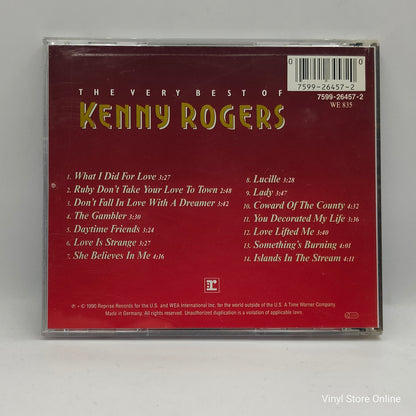 0 0
7599-26457-2
7599-26457-2
WE 835
THE VERY BEST OF
KENNY ROGERS
1. What I Did For Love 3:27
2. Ruby Don't Take Your Love To Town 2:48
3. Don't Fall In Love With A Dreamer 3:42
4. The Gambler 3:30
5. Daytime Friends 3:11
6. Love Is Strange 3:27
7. She Believes In Me 4:16
8. Lucille 3:28
9. Lady 3:47
10. Coward Of The County 4:32
11. You Decorated My Life 3:36
12. Love Lifted Me 3:40
13. Something's Burning 4:01
14. Islands In The Stream 4:11
r
℗ + © 1990 Reprise Records for the U.S. and WEA International Inc. for the world outside of the U.S. A Time Warner Company.
Made in Germany. All rights reserved. Unauthorized duplication is a violation of applicable laws.
Vinyl Store Online